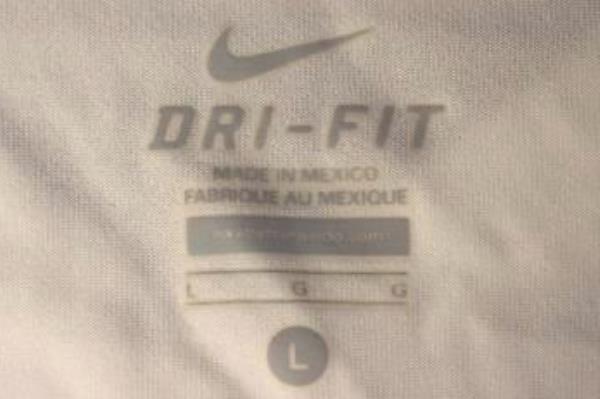 DRI-FIT
MADE IN MEXICO
FABRIQUE AU MEXIQUE
L G G
L